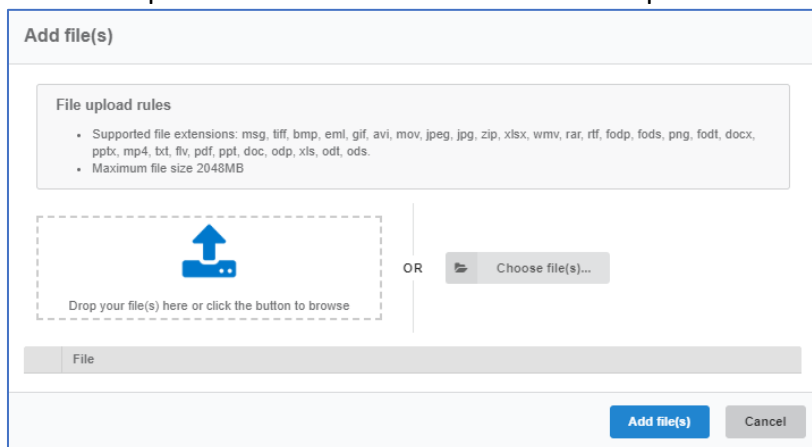 Add file(s)
File upload rules
• Supported file extensions: msg, tiff, bmp, eml, gif, avi, mov, jpeg, jpg, zip, xlsx, wmv, rar, rtf, fodp, fods, png, fodt, docx,
pptx, mp4, txt, flv, pdf, ppt, doc, odp, xls, odt, ods.
• Maximum file size 2048MB
Drop your file(s) here or click the button to browse
OR
Choose file(s)...
File
Add file(s)
Cancel